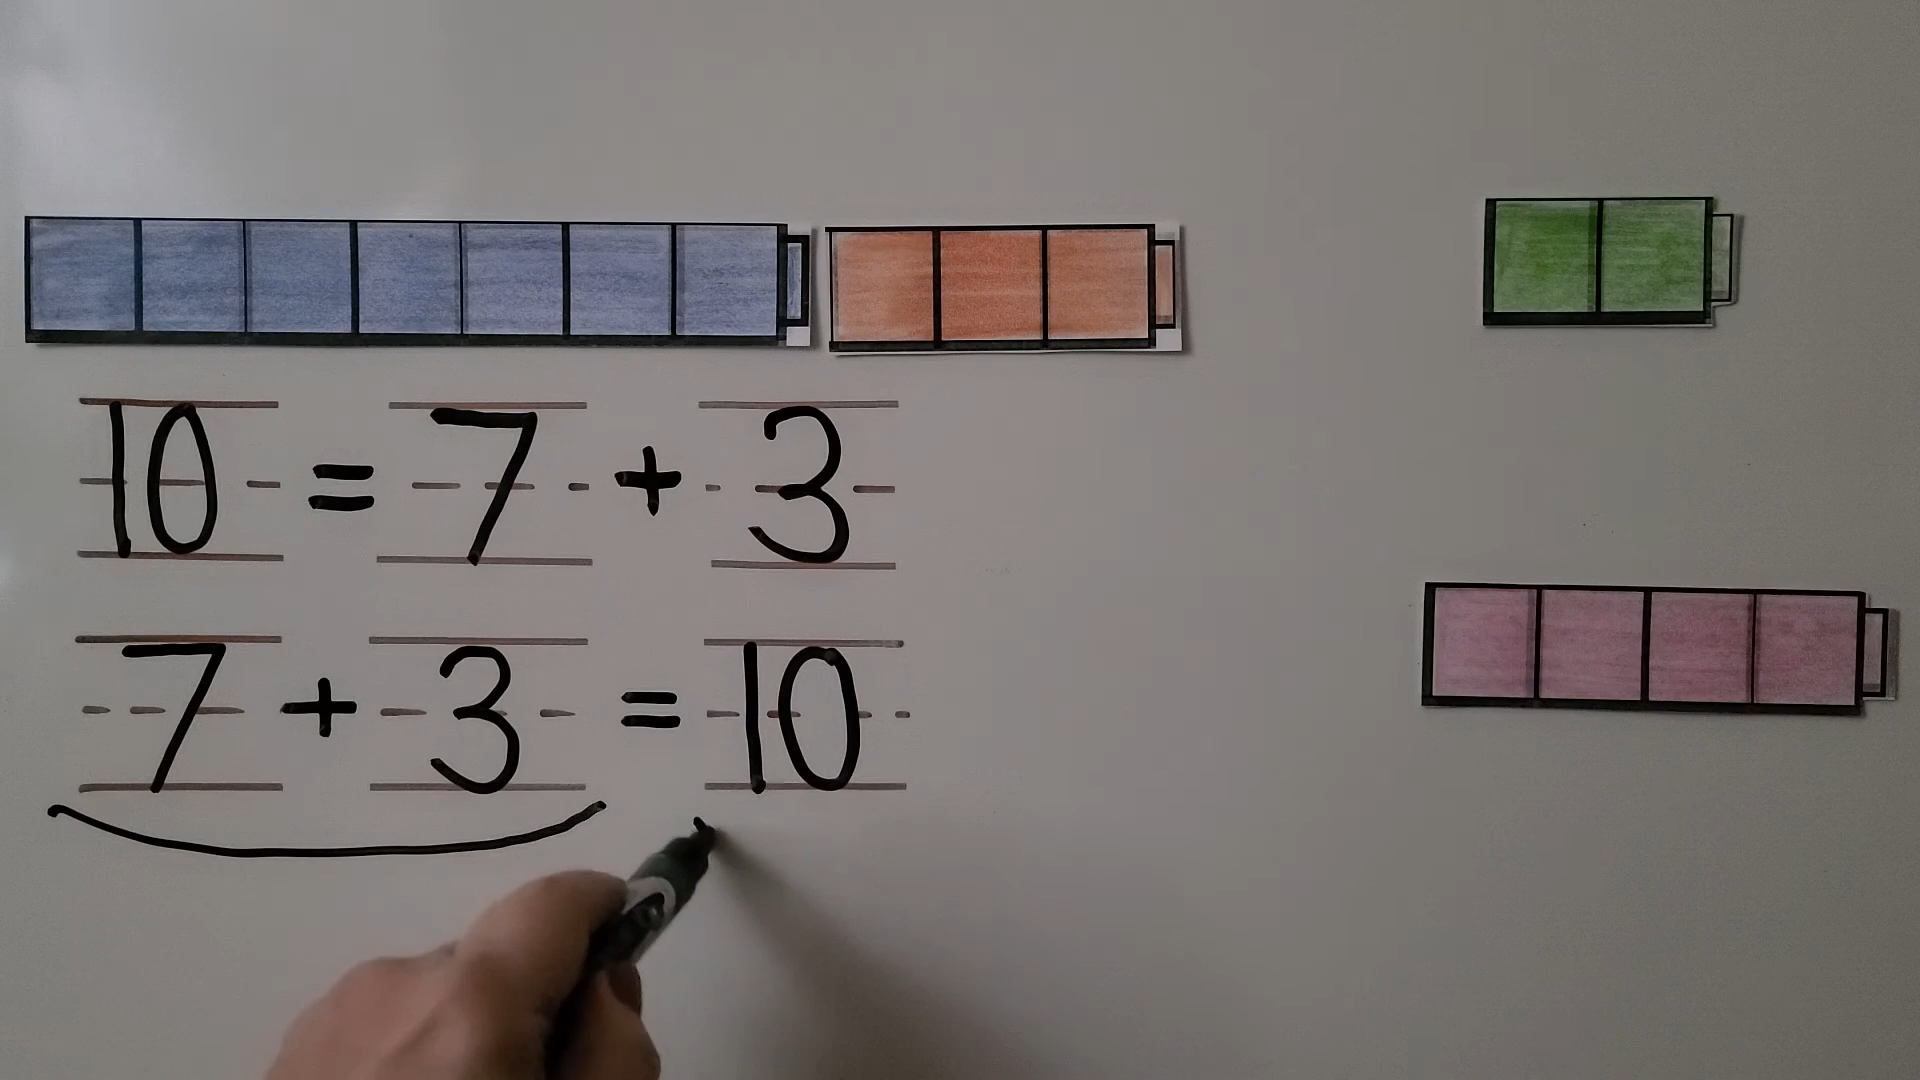 10 = 7 + 3
7 + 3 = 10